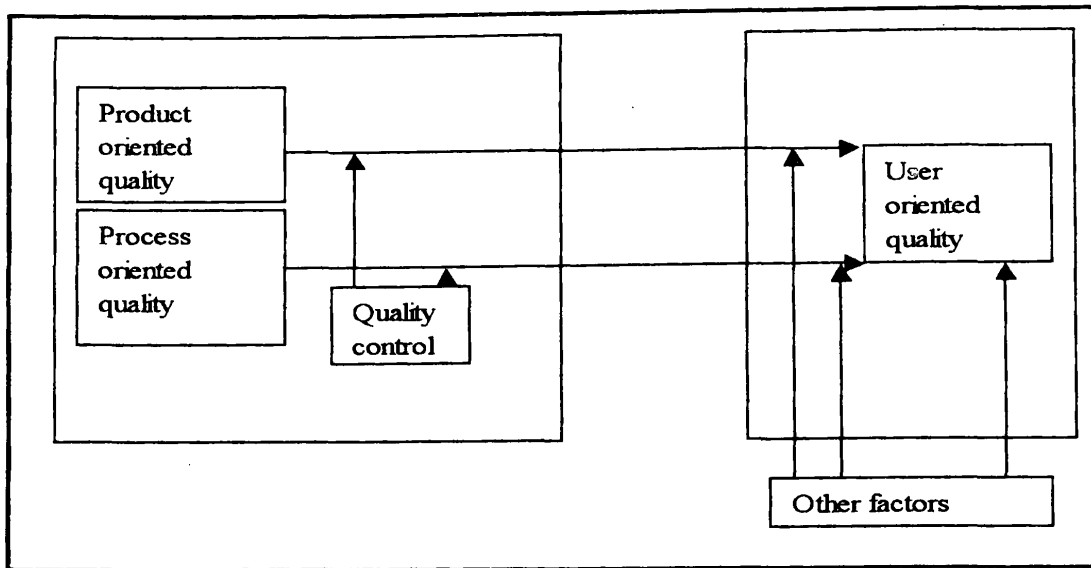 Product
oriented
quality
Process
oriented
quality
Quality
control
User
oriented
quality
Other factors